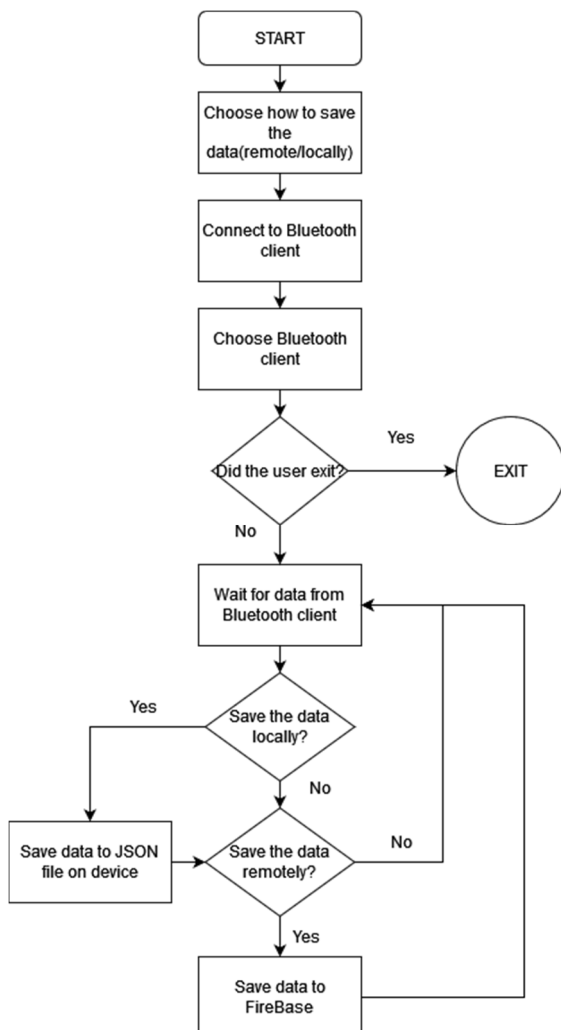 START
Choose how to save
the
data(remote/locally)
Connect to Bluetooth
client
Choose Bluetooth
client
Did the user exit?
Yes
EXIT
No
Wait for data from
Bluetooth client
Yes
Save the data
locally?
No
Save data to JSON
file on device
Save the data
remotely?
No
Yes
Save data to
FireBase